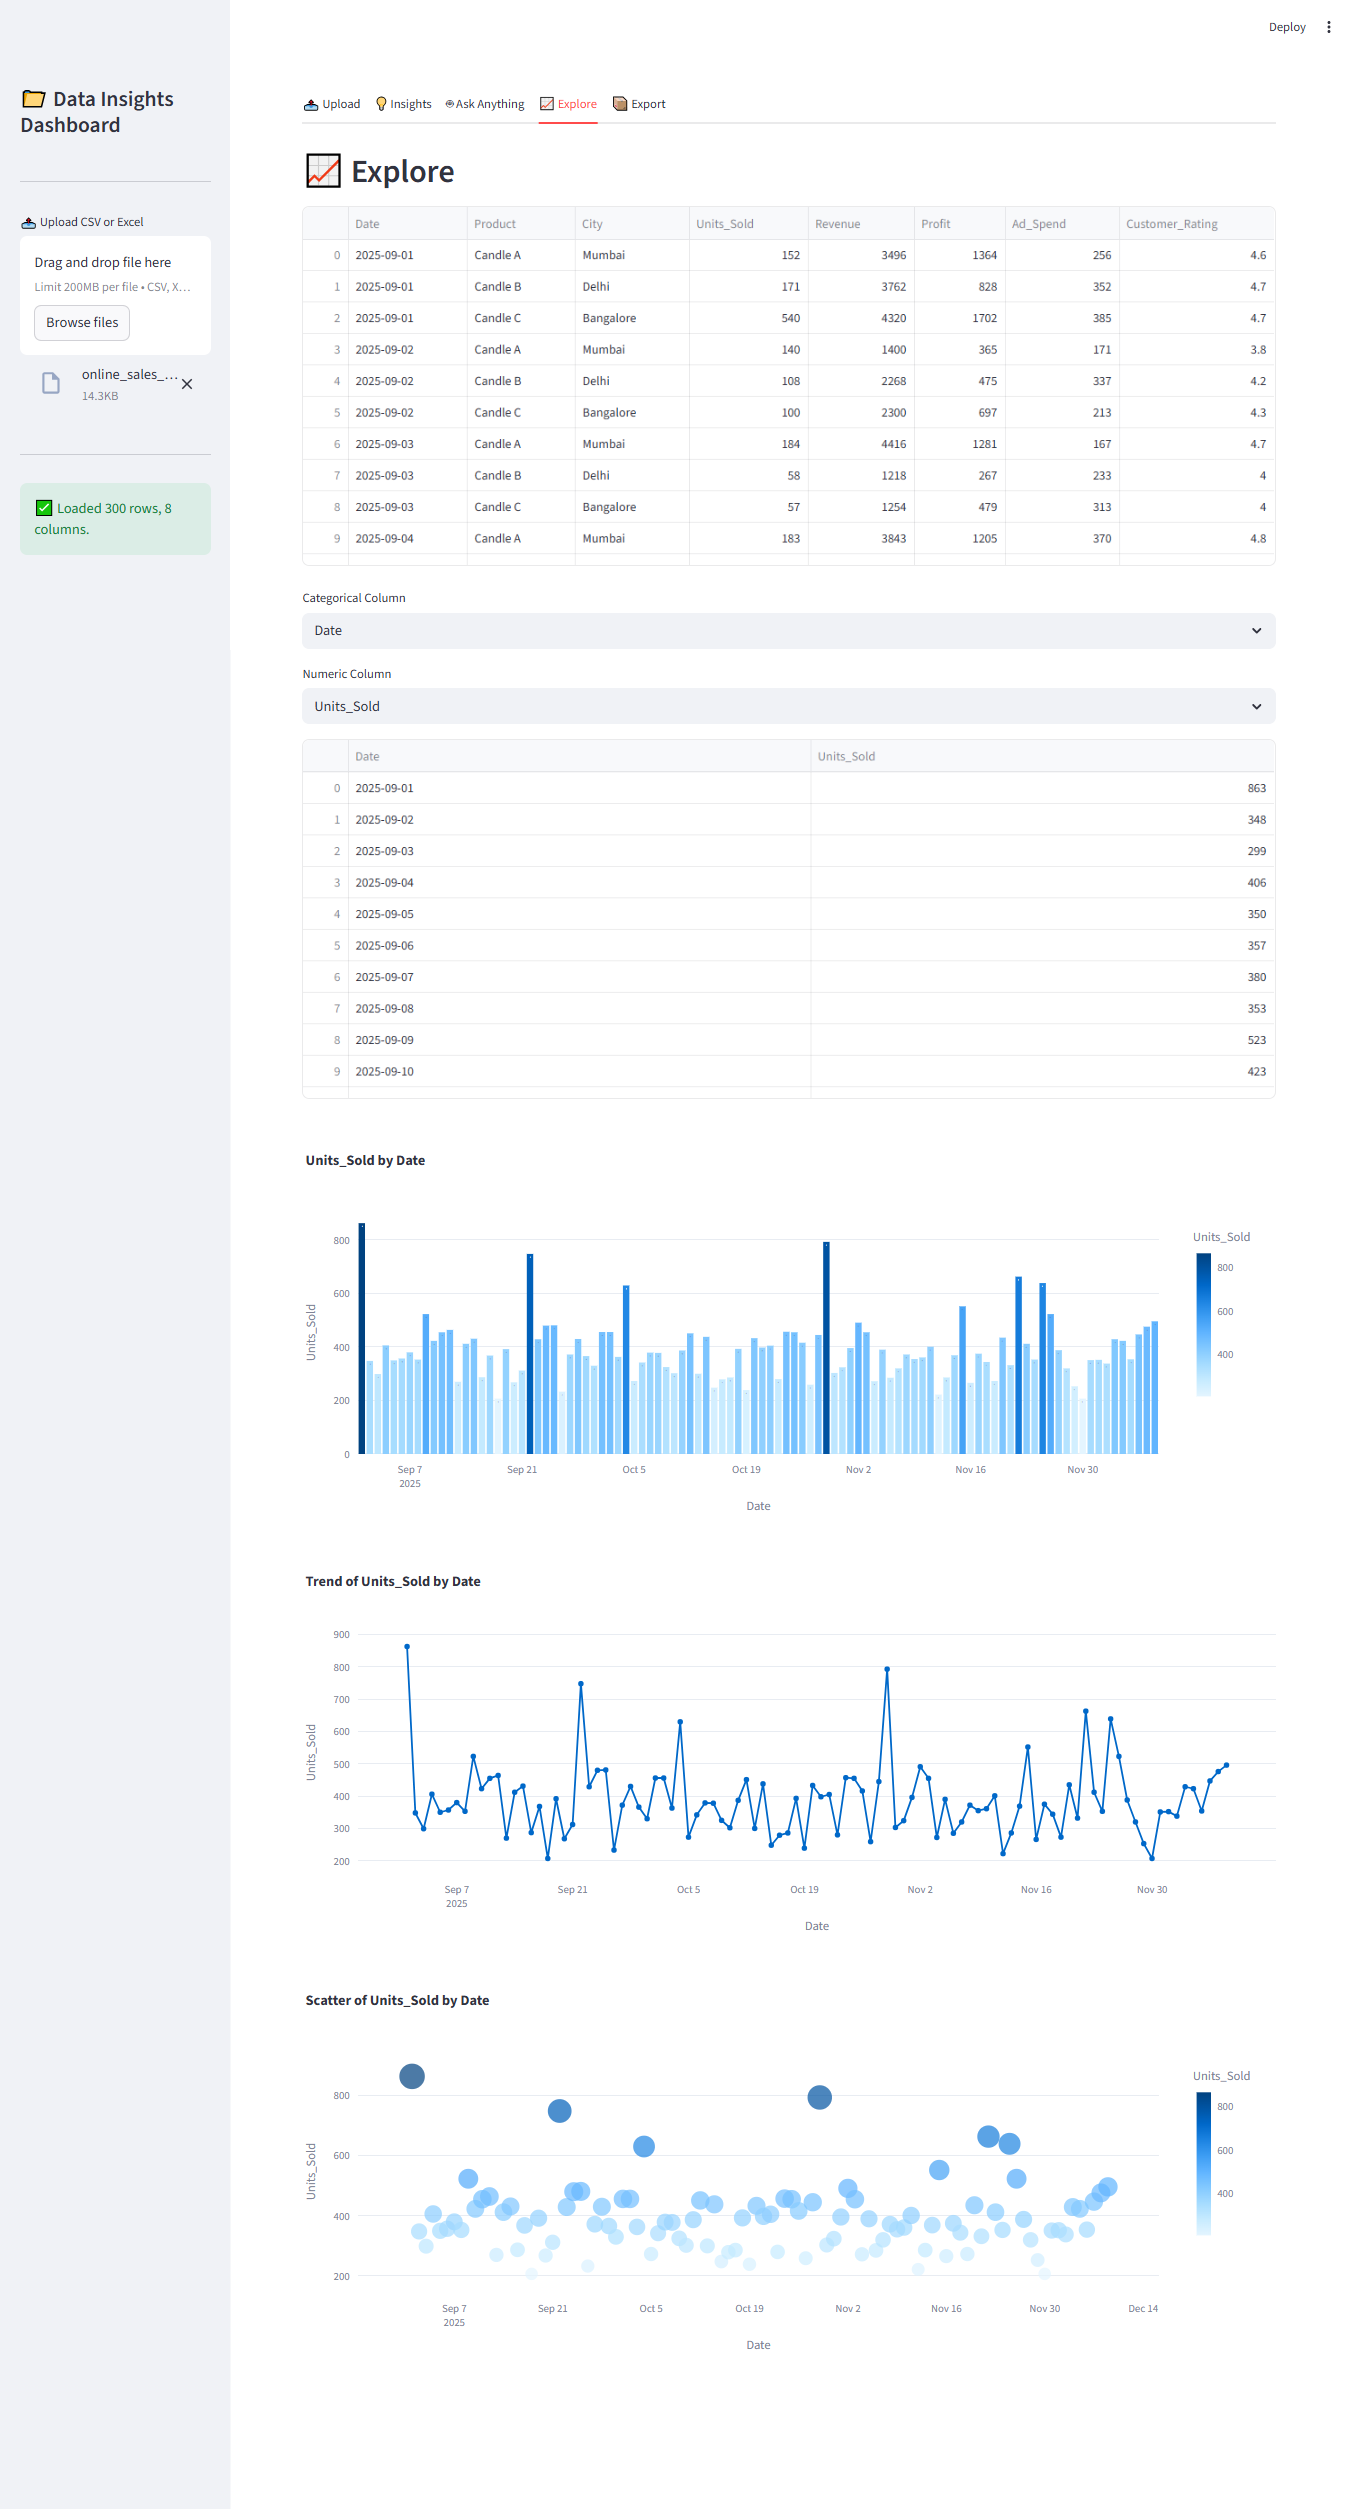 Deploy
Data Insights
Dashboard
Upload CSV or Excel
Drag and drop file here
Limit 200MB per file • CSV, X...
Browse files
online_sales_...
14.3KB
Loaded 300 rows, 8
columns.
Upload Insights Ask Anything Explore Export
Explore
Date Product City Units_Sold Revenue Profit Ad_Spend Customer_Rating
0 2025-09-01 Candle A Mumbai 152 3496 1364 256 4.6
1 2025-09-01 Candle B Delhi 171 3762 828 352 4.7
2 2025-09-01 Candle C Bangalore 540 4320 1702 385 4.7
3 2025-09-02 Candle A Mumbai 140 1400 365 171 3.8
4 2025-09-02 Candle B Delhi 108 2268 475 337 4.2
5 2025-09-02 Candle C Bangalore 100 2300 697 213 4.3
6 2025-09-03 Candle A Mumbai 184 4416 1281 167 4.7
7 2025-09-03 Candle B Delhi 58 1218 267 233 4
8 2025-09-03 Candle C Bangalore 57 1254 479 313 4
9 2025-09-04 Candle A Mumbai 183 3843 1205 370 4.8
Categorical Column
Date
Numeric Column
Units_Sold
Date Units_Sold
0 2025-09-01 863
1 2025-09-02 348
2 2025-09-03 299
3 2025-09-04 406
4 2025-09-05 350
5 2025-09-06 357
6 2025-09-07 380
7 2025-09-08 353
8 2025-09-09 523
9 2025-09-10 423
Units_Sold by Date
Units_Sold
800
600
400
200
0
Sep 7 Sep 21 Oct 5 Oct 19 Nov 2 Nov 16 Nov 30
2025
Date
Units_Sold
800
600
400
Trend of Units_Sold by Date
Units_Sold
900
800
700
600
500
400
300
200
Sep 7 Sep 21 Oct 5 Oct 19 Nov 2 Nov 16 Nov 30
2025
Date
Scatter of Units_Sold by Date
Units_Sold
800
600
400
200
Sep 7 Sep 21 Oct 5 Oct 19 Nov 2 Nov 16 Nov 30 Dec 14
2025
Date
Units_Sold
800
600
400